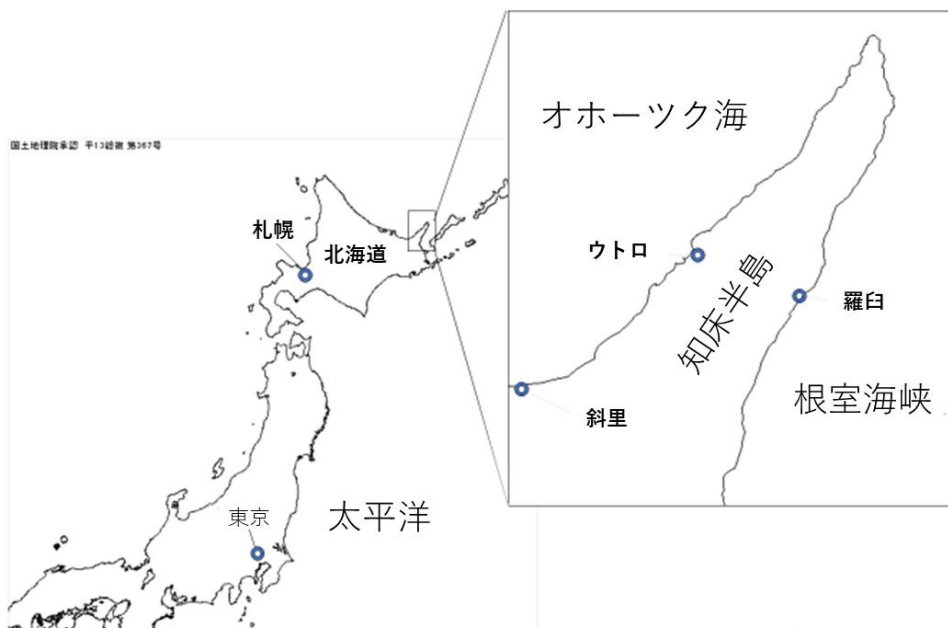 国土地理院承認 平13総複 第367号
札幌
北海道
東京
太平洋
オホーツク海
ウトロ
知床半島
羅臼
根室海峡
斜里